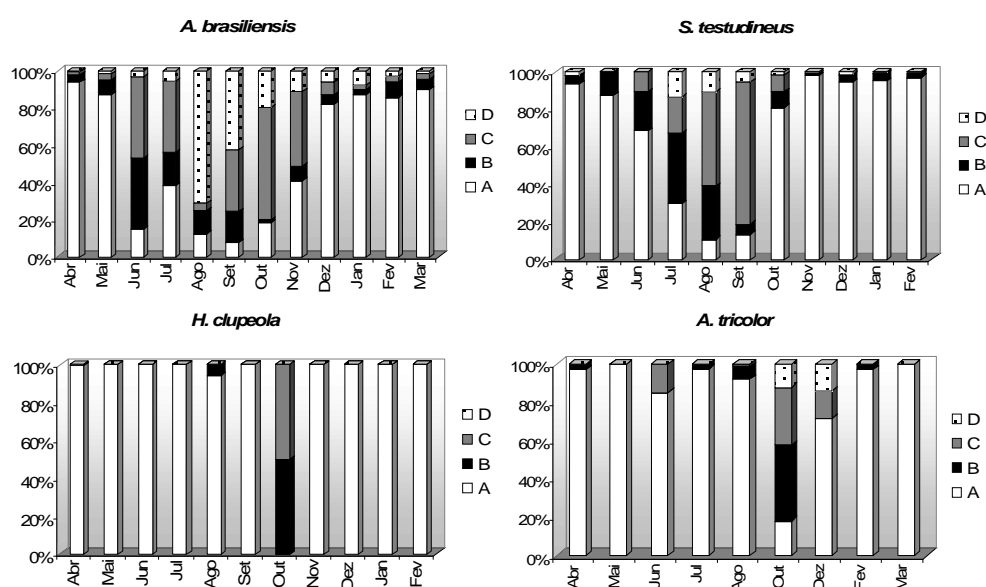 A. brasiliensis
100%
80%
60%
40%
20%
0%
Abr Mai Jun Jul Ago Set Out Nov Dez Jan Fev Mar
D
C
B
A
S. testudineus
100%
80%
60%
40%
20%
0%
Abr Mai Jun Jul Ago Set Out Nov Dez Jan Fev
D
C
B
A
H. clupeola
100%
80%
60%
40%
20%
0%
Abr Mai Jun Jul Ago Set Out Nov Dez Jan Fev
D
C
B
A
A. tricolor
100%
80%
60%
40%
20%
0%
Abr Mai Jun Jul Ago Out Dez Fev Mar
D
C
B
A